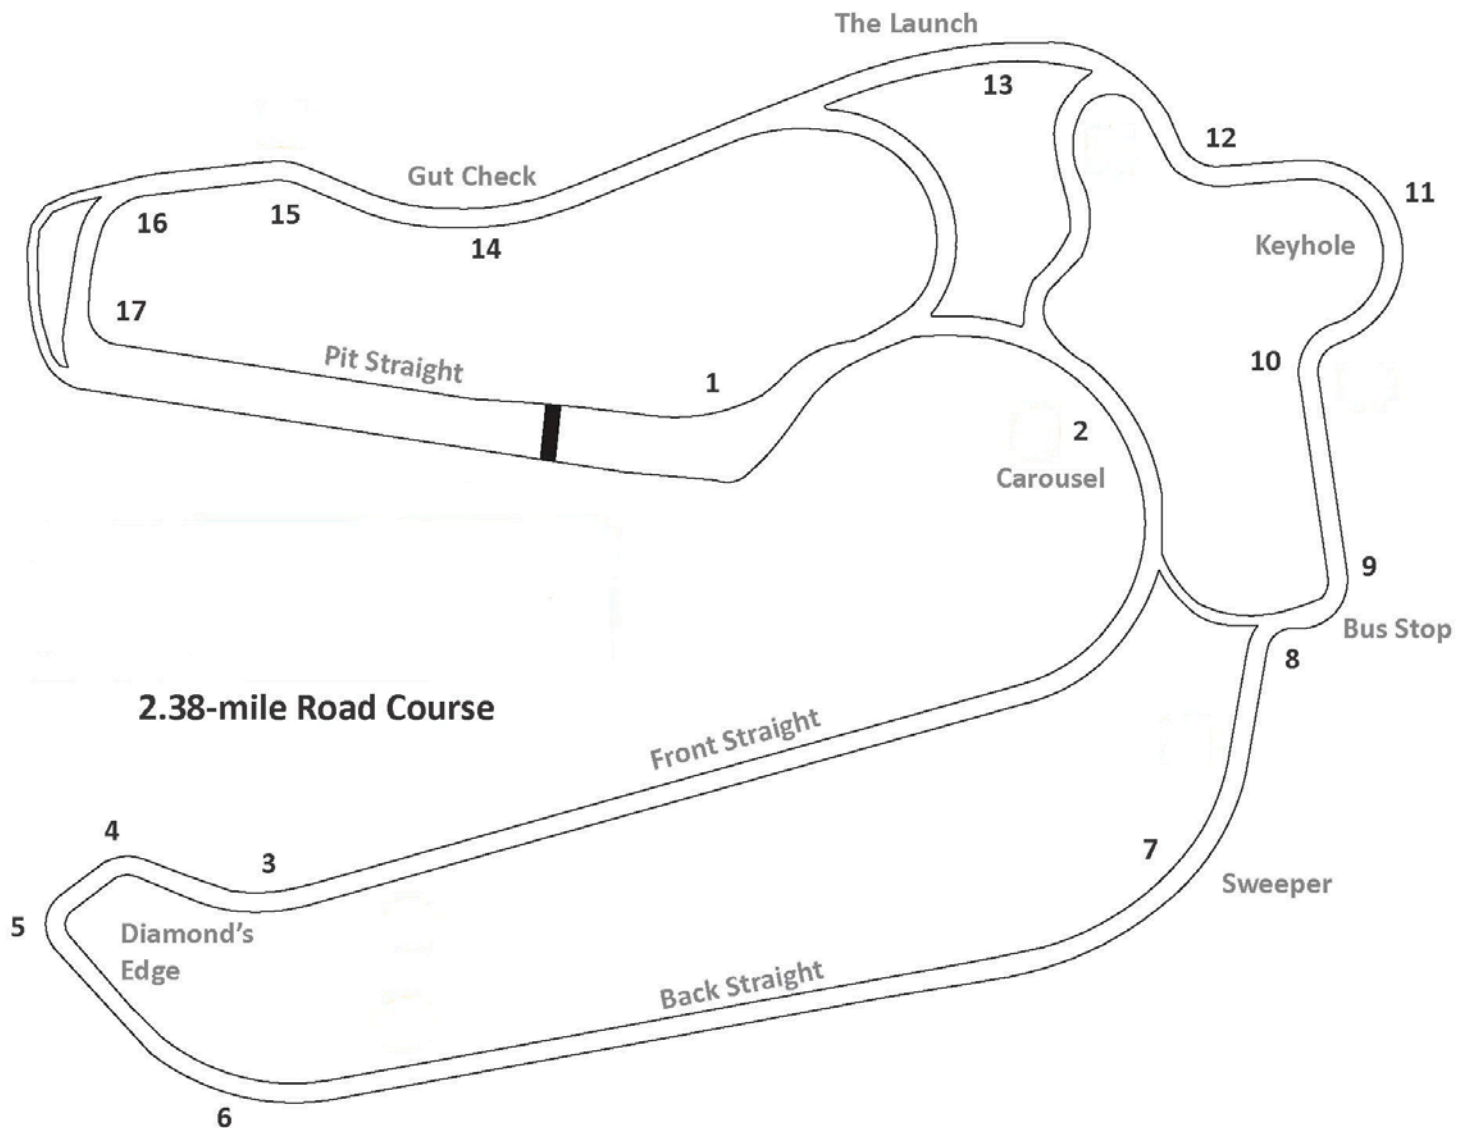 The Launch
13
12
Gut Check
11
16
15
14
Keyhole
17
Pit Straight
1
10
2
Carousel
9
Bus Stop
8
2.38-mile Road Course
Front Straight
4
3
7
Sweeper
5
Diamond's
Edge
Back Straight
6